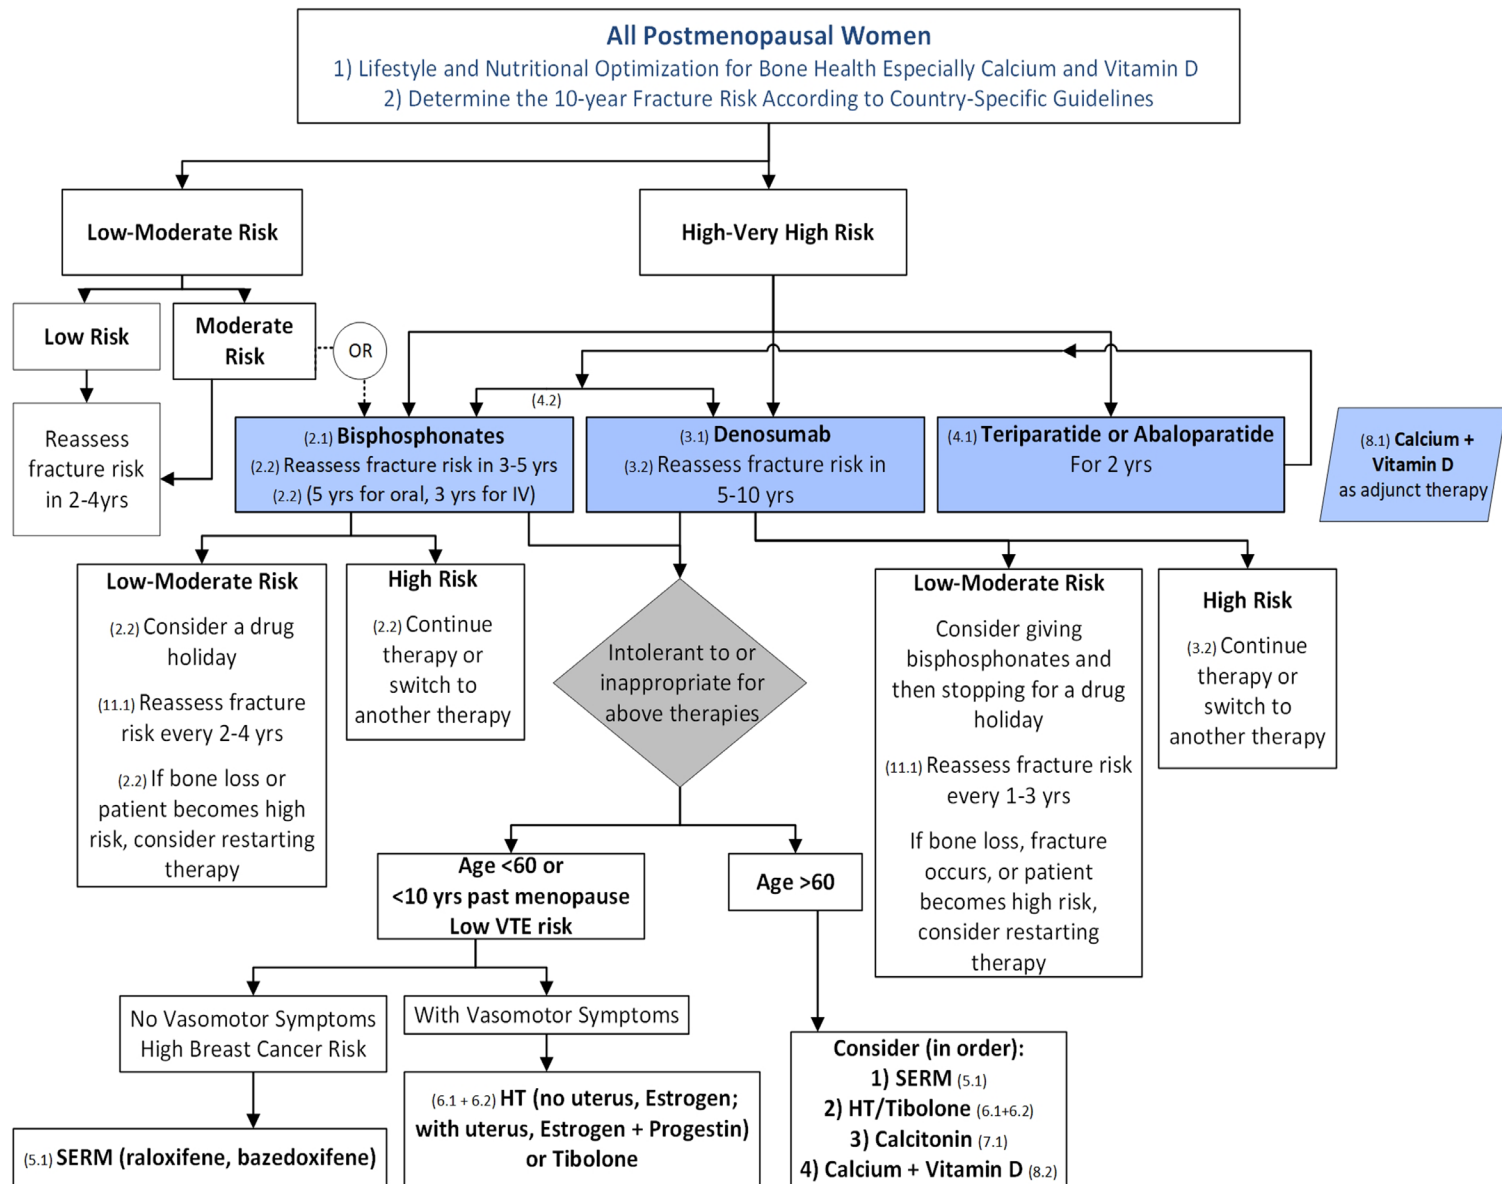 All Postmenopausal Women
1) Lifestyle and Nutritional Optimization for Bone Health Especially Calcium and Vitamin D
2) Determine the 10-year Fracture Risk According to Country-Specific Guidelines
Low-Moderate Risk
High-Very High Risk
Low Risk
Moderate
Risk
OR
Reassess
fracture risk
in 2-4yrs
(4.2)
(2.1) Bisphosphonates
(2.2) Reassess fracture risk in 3-5 yrs
(2.2) (5 yrs for oral, 3 yrs for IV)
(3.1) Denosumab
(3.2) Reassess fracture risk in
5-10 yrs
(4.1) Teriparatide or Abaloparatide
For 2 yrs
(8.1) Calcium +
Vitamin D
as adjunct therapy
Low-Moderate Risk
(2.2) Consider a drug
holiday
(11.1) Reassess fracture
risk every 2-4 yrs
(2.2) If bone loss or
patient becomes high
risk, consider restarting
therapy
High Risk
(2.2) Continue
therapy or
switch to
another therapy
Intolerant to or
inappropriate for
above therapies
Low-Moderate Risk
Consider giving
bisphosphonates and
then stopping for a drug
holiday
(11.1) Reassess fracture risk
every 1-3 yrs
If bone loss, fracture
occurs, or patient
becomes high risk,
consider restarting
therapy
High Risk
(3.2) Continue
therapy or
switch to
another therapy
Age <60 or
<10 yrs past menopause
Low VTE risk
Age >60
No Vasomotor Symptoms
High Breast Cancer Risk
With Vasomotor Symptoms
(5.1) SERM (raloxifene, bazedoxifene)
(6.1 + 6.2) HT (no uterus, Estrogen;
with uterus, Estrogen + Progestin)
or Tibolone
Consider (in order):
1) SERM (5.1)
2) HT/Tibolone (6.1+6.2)
3) Calcitonin (7.1)
4) Calcium + Vitamin D (8.2)